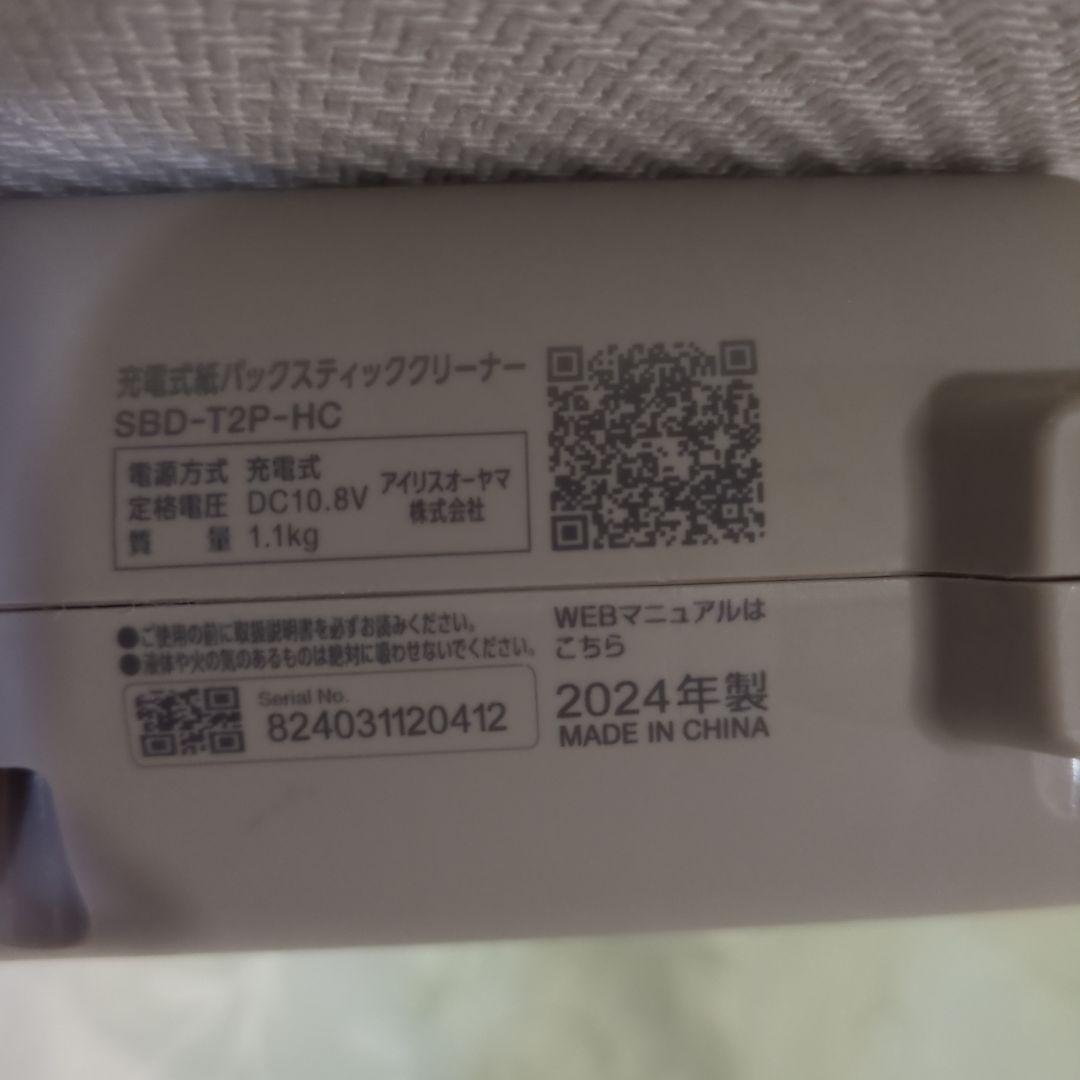 充電式紙パックスティッククリーナー
SBD-T2P-HC
電源方式 充電式
定格電圧 DC10.8V
質 量 1.1kg
アイリスオーヤマ
株式会社
●ご使用の前に取扱説明書を必ずお読みください。
●液体や火の気のあるものは絶対に吸わせないでください。
Serial No.
824031120412
WEBマニュアルは
こちら
2024年製
MADE IN CHINA